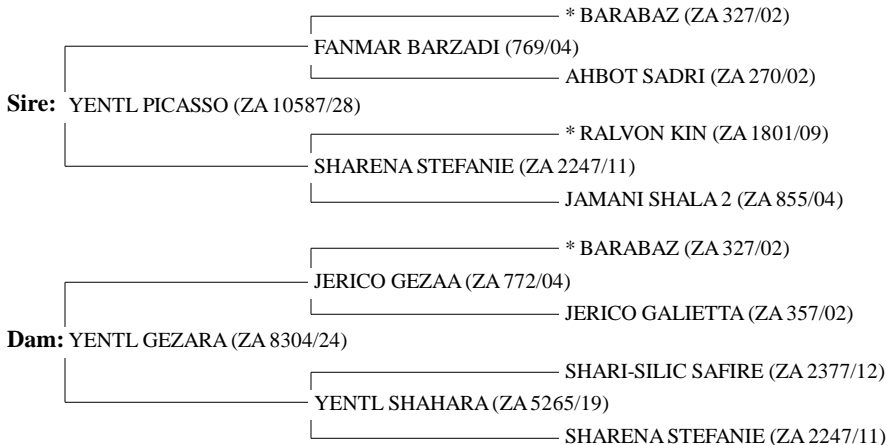 * BARABAZ (ZA 327/02)
FANMAR BARZADI (769/04)
AHBOT SADRI (ZA 270/02)
Sire: YENTL PICASSO (ZA 10587/28)
* RALVON KIN (ZA 1801/09)
SHARENA STEFANIE (ZA 2247/11)
JAMANI SHALA 2 (ZA 855/04)
* BARABAZ (ZA 327/02)
JERICO GEZAA (ZA 772/04)
JERICO GALIETTA (ZA 357/02)
Dam: YENTL GEZARA (ZA 8304/24)
SHARI-SILIC SAFIRE (ZA 2377/12)
YENTL SHAHARA (ZA 5265/19)
SHARENA STEFANIE (ZA 2247/11)